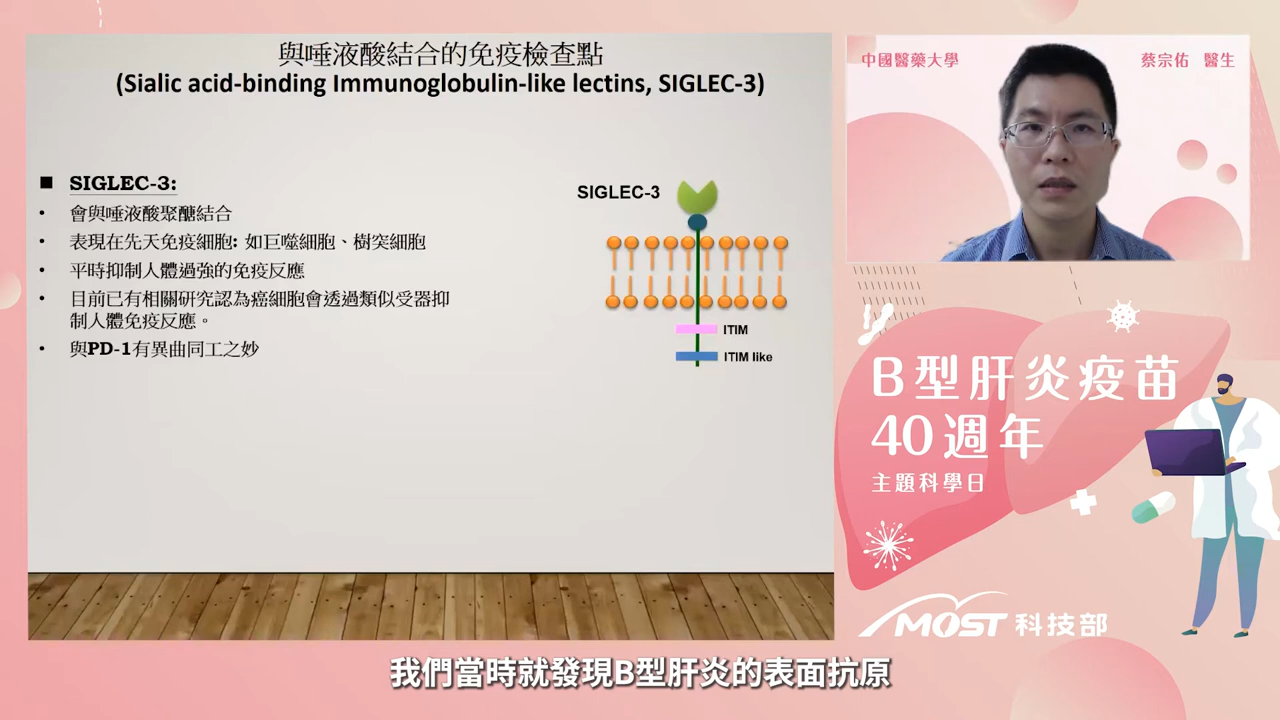 與唾液酸結合的免疫檢查點
(Sialic acid-binding Immunoglobulin-like lectins, SIGLEC-3)
■ SIGLEC-3:
• 會與唾液酸聚醣結合
• 表現在先天免疫細胞: 如巨噬細胞、樹突細胞
• 平時抑制人體過強的免疫反應
• 目前已有相關研究認為癌細胞會透過類似受器抑
制人體免疫反應。
• 與PD-1有異曲同工之妙
SIGLEC-3
ITIM
ITIM like
中國醫藥大學
蔡宗佑 醫生
B型肝炎疫苗
40週年
主題科學日
MOST 科技部
我們當時就發現B型肝炎的表面抗原